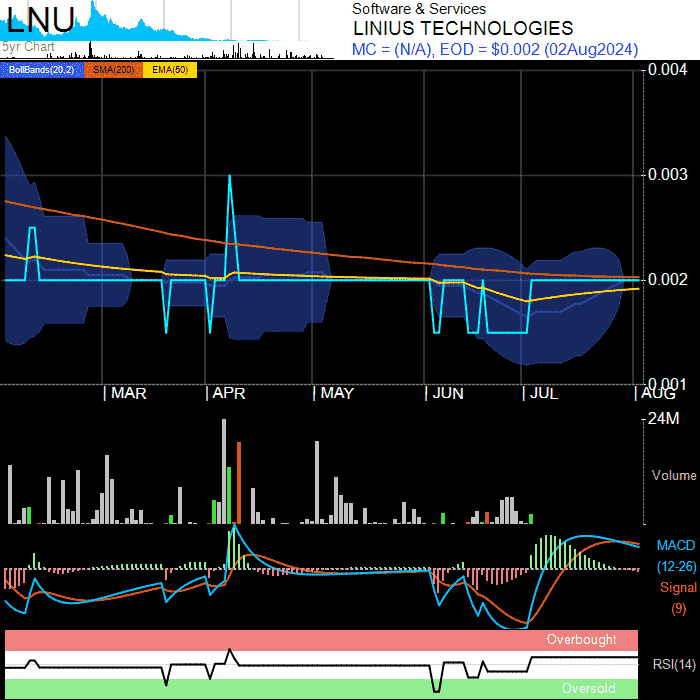 LNU
Software & Services
LINIUS TECHNOLOGIES
5yr Chart
MC = (N/A), EOD = $0.002 (02Aug2024)
BollBands(20,2) SMA(200) EMA(50)
0.004
0.003
0.002
0.001
MAR APR MAY JUN JUL AUG
24M
Volume
MACD
(12-26)
Signal
(9)
Overbought
RSI(14)
Oversold